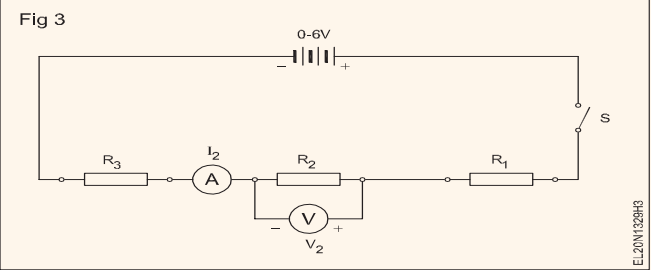 Fig 3
0-6V
− +
S
R3 I2 R2 R1
A
V
− +
V2
EL20N1329H3